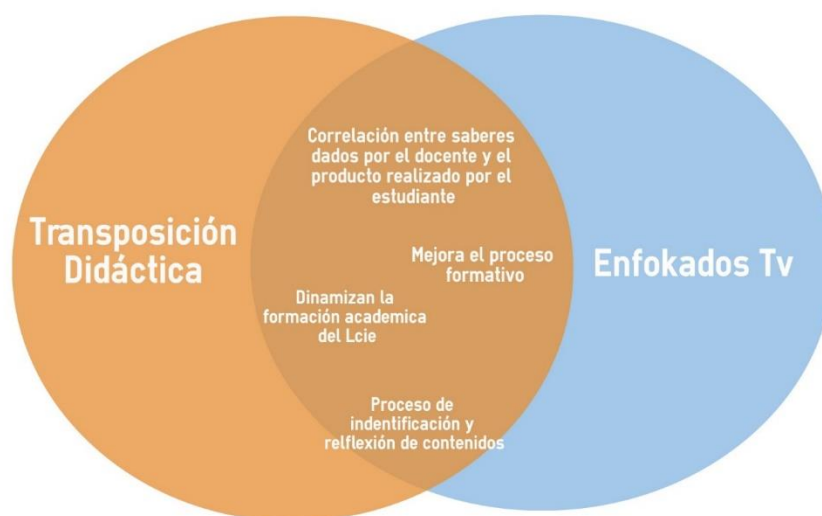 Correlación entre saberes
dados por el docente y el
producto realizado por el
estudiante
Transposición
Didáctica
Mejora el proceso
formativo
Enfokados Tv
Dinamizan la
formación academica
del Lcie
Proceso de
indentificación y
relflexión de contenidos